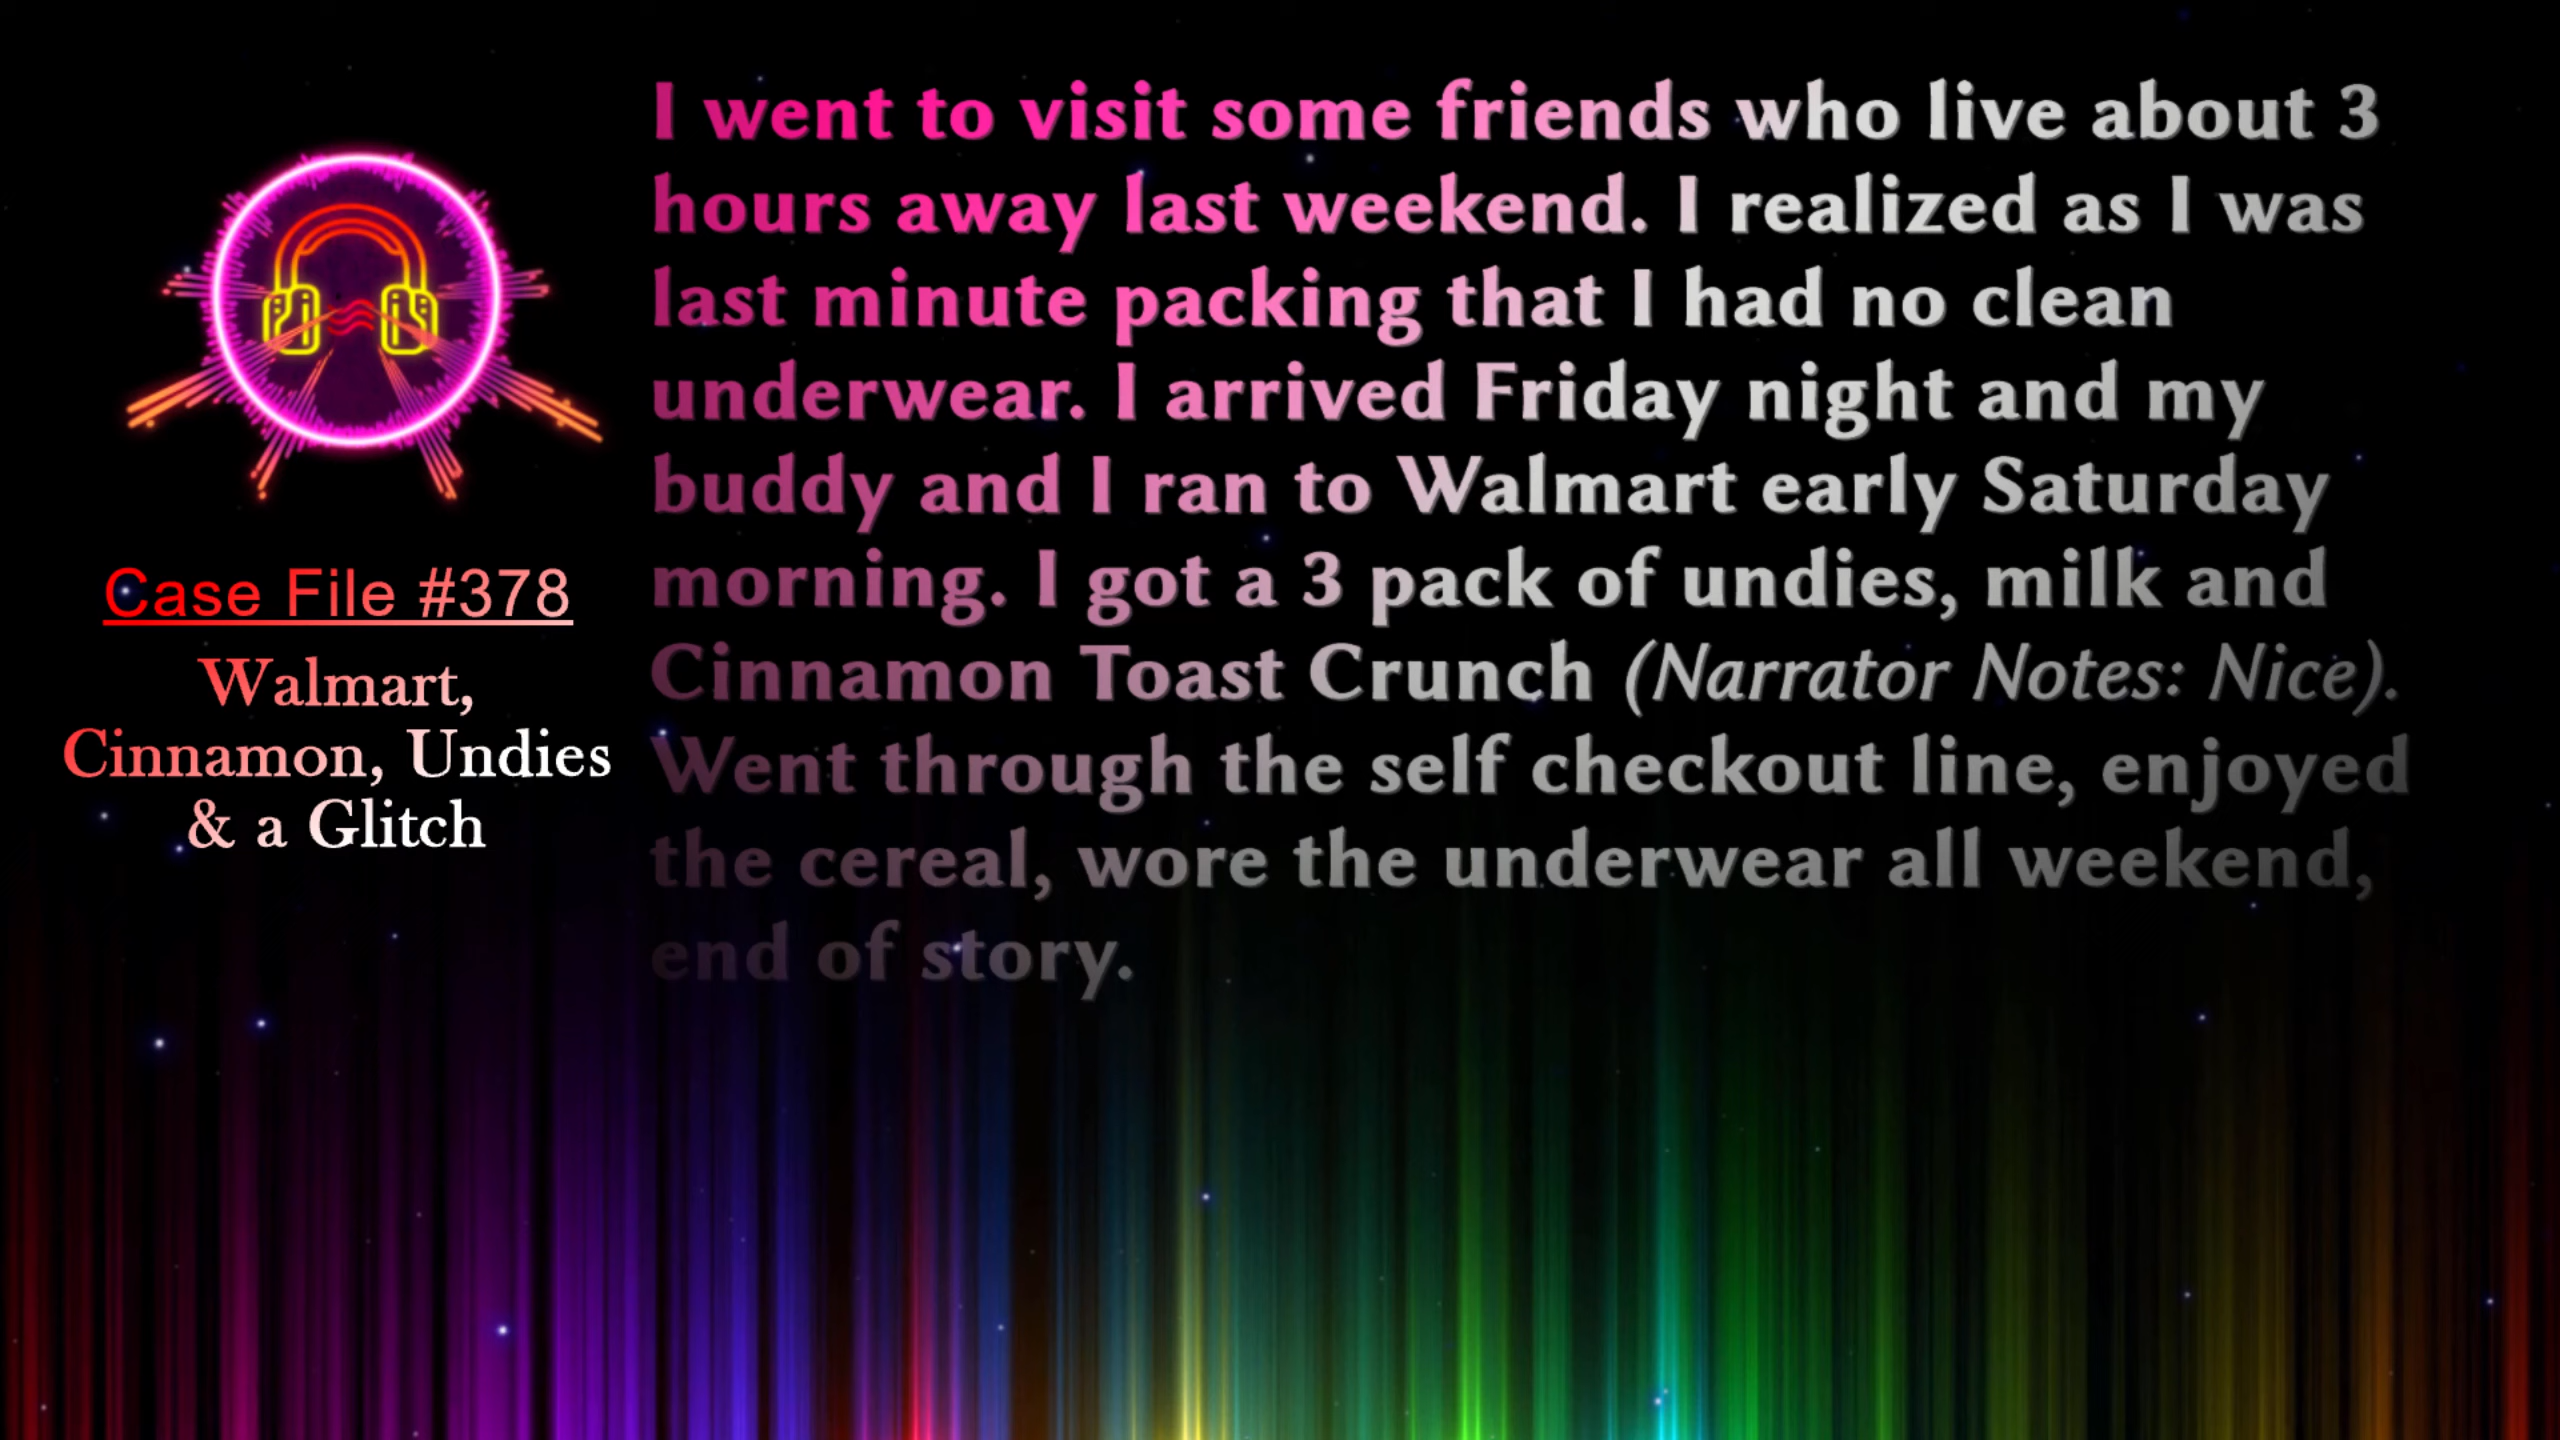 Case File #378
Walmart,
Cinnamon, Undies
& a Glitch
I went to visit some friends who live about 3
hours away last weekend. I realized as I was
last minute packing that I had no clean
underwear. I arrived Friday night and my
buddy and I ran to Walmart early Saturday
morning. I got a 3 pack of undies, milk and
Cinnamon Toast Crunch (Narrator Notes: Nice).
Went through the self checkout line, enjoyed
the cereal, wore the underwear all weekend,
end of story.